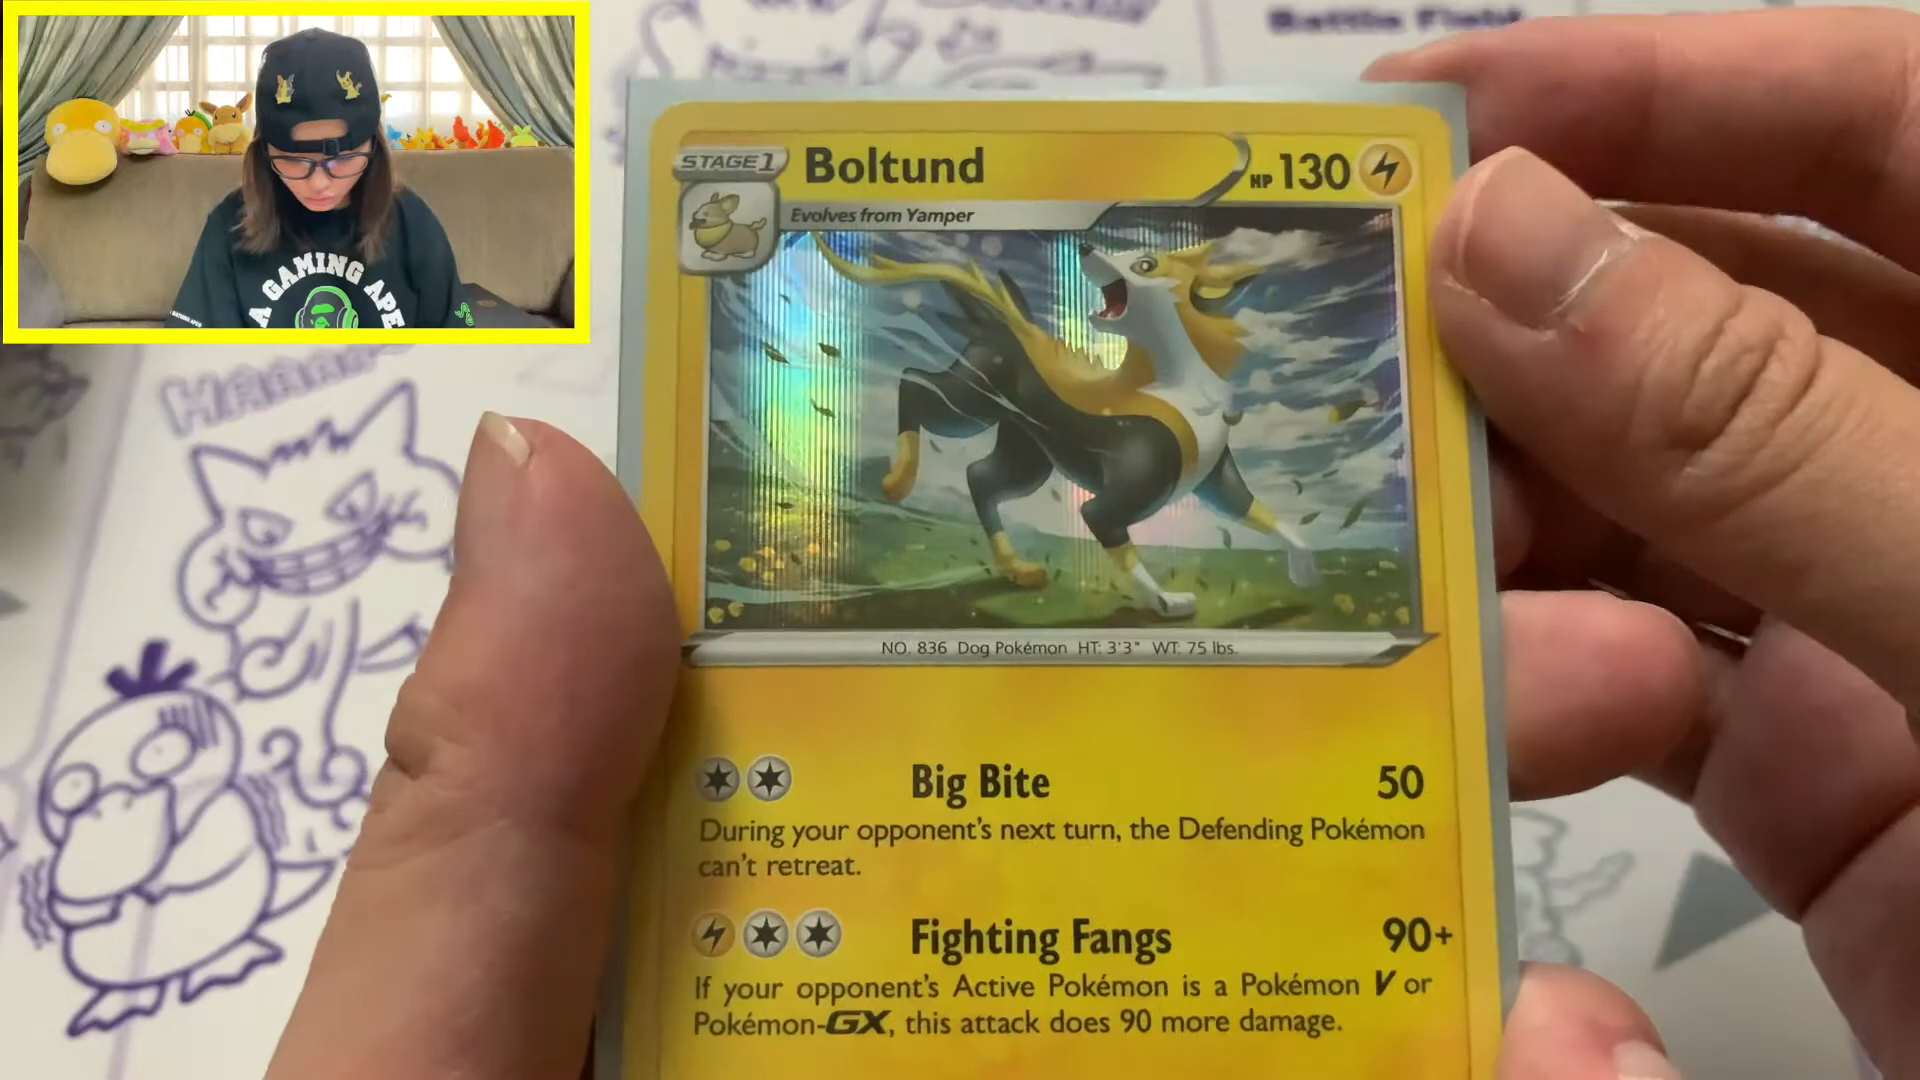 Battle Field
A GAMING APE
STAGE 1
Boltund
HP 130
Evolves from Yamper
NO. 836 Dog Pokémon HT: 3'3" WT: 75 lbs.
Big Bite 50
During your opponent's next turn, the Defending Pokémon
can't retreat.
Fighting Fangs 90+
If your opponent's Active Pokémon is a Pokémon V or
Pokémon-GX, this attack does 90 more damage.